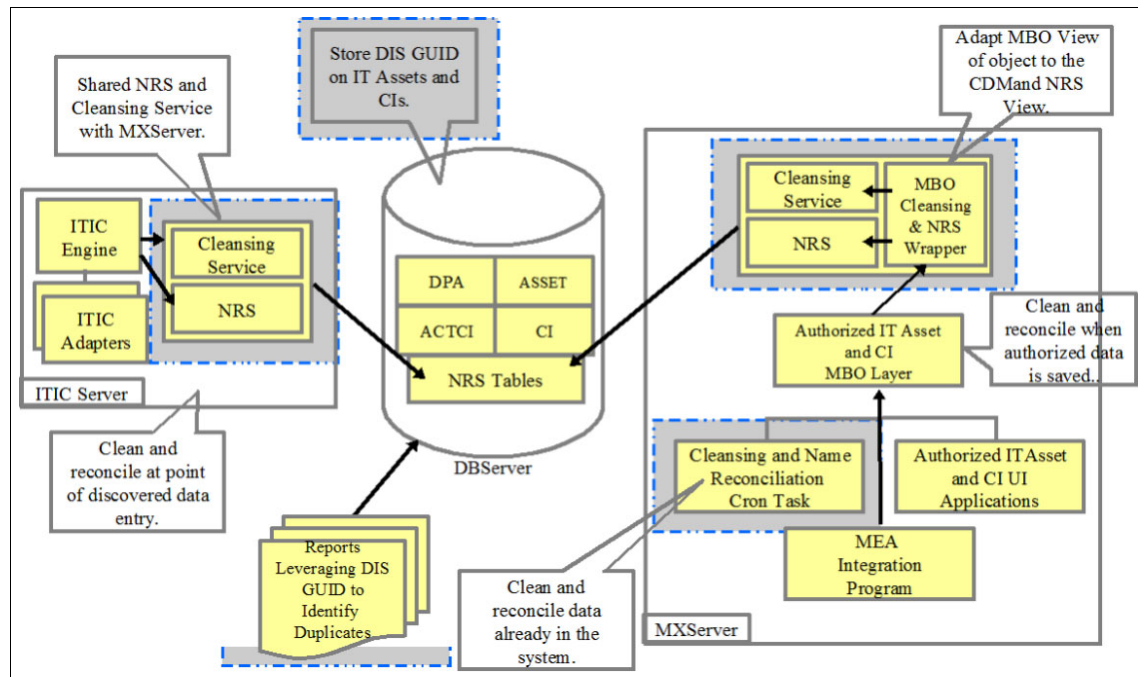 Shared NRS and
Cleansing Service
with MXServer.
Store DIS GUID
on IT Assets and
CIs.
Adapt MBO View
of object to the
CDMand NRS
View.
ITIC
Engine
ITIC
Adapters
Cleansing
Service
NRS
ITIC Server
Clean and
reconcile at point
of discovered data
entry.
DPA
ASSET
ACTCI
CI
NRS Tables
DBServer
Reports
Leveraging DIS
GUID to
Identify
Duplicates
Cleansing
Service
NRS
MBO
Cleansing
& NRS
Wrapper
Authorized IT Asset
and CI
MBO Layer
Clean and
reconcile when
authorized data
is saved..
Cleansing and Name
Reconciliation
Cron Task
Authorized ITAsset
and CI UI
Applications
MEA
Integration
Program
Clean and
reconcile data
already in the
system.
MXServer